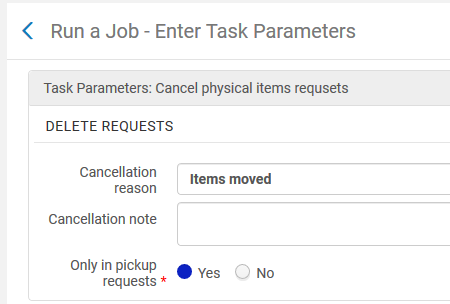 Run a Job - Enter Task Parameters
Task Parameters: Cancel physical items requsets
DELETE REQUESTS
Cancellation
reason
Items moved
Cancellation note
Only in pickup
requests *
Yes
No